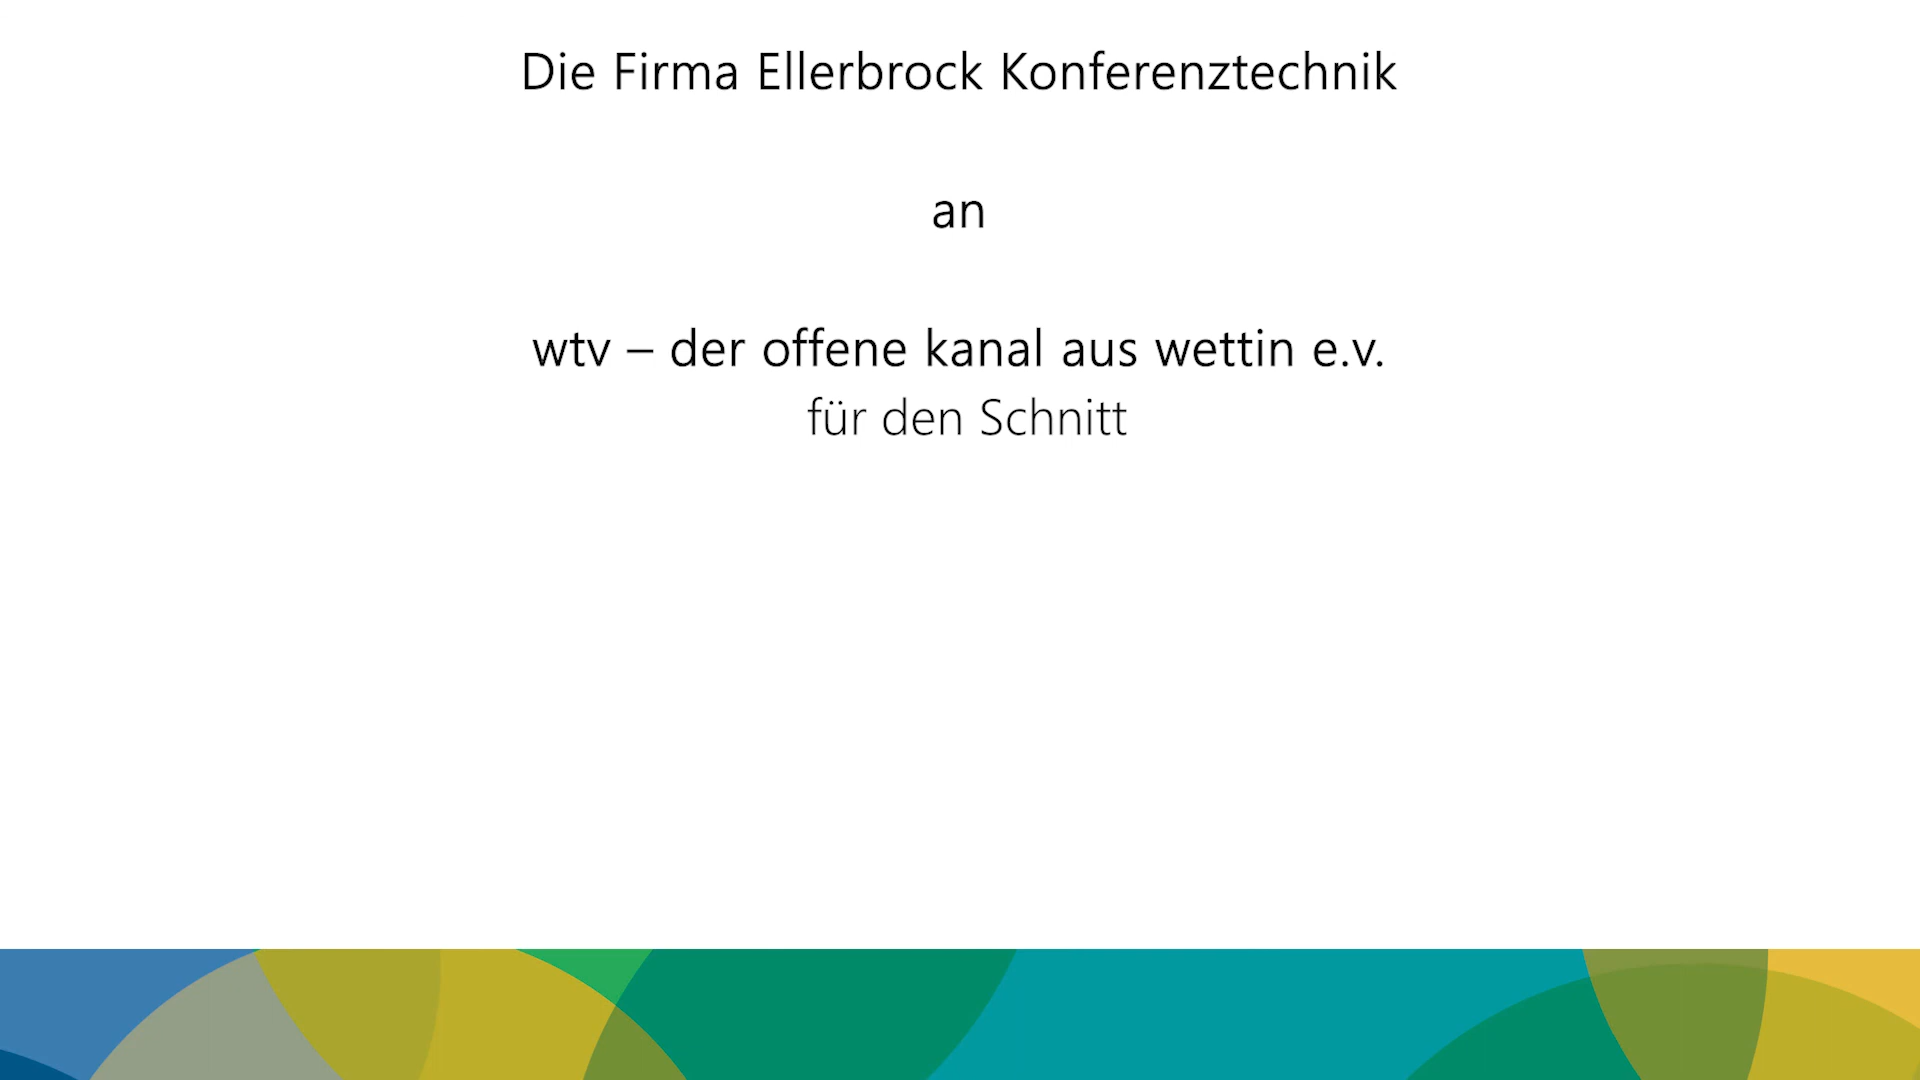 Die Firma Ellerbrock Konferenztechnik
an
wtv – der offene kanal aus wettin e.v.
für den Schnitt